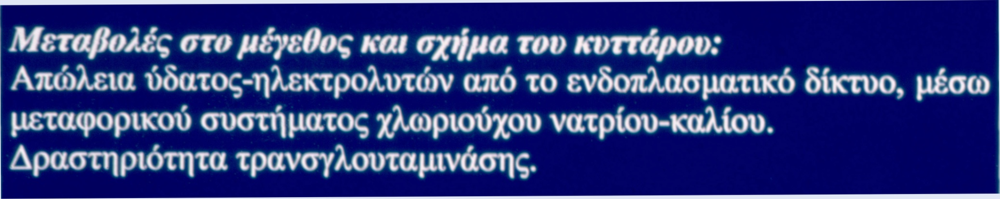 Μεταβολές στο μέγεθος και σχήμα του κυττάρου:
Απώλεια ύδατος-ηλεκτρολυτών από το ενδοπλασματικό δίκτυο, μέσω
μεταφορικού συστήματος χλωριούχου νατρίου-καλίου.
Δραστηριότητα τρανσγλουταμινάσης.